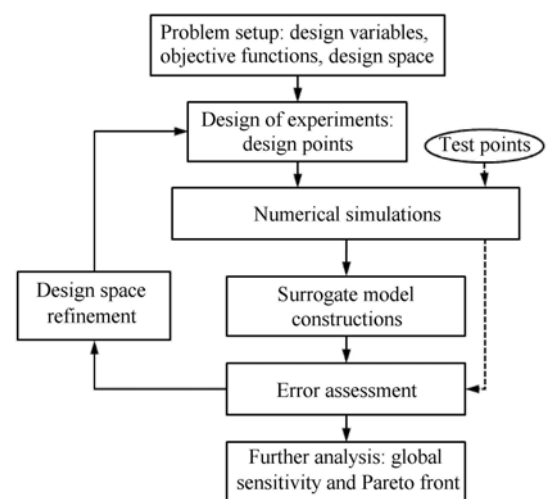 Problem setup: design variables,
objective functions, design space
Design of experiments:
design points
Test points
Numerical simulations
Design space
refinement
Surrogate model
constructions
Error assessment
Further analysis: global
sensitivity and Pareto front